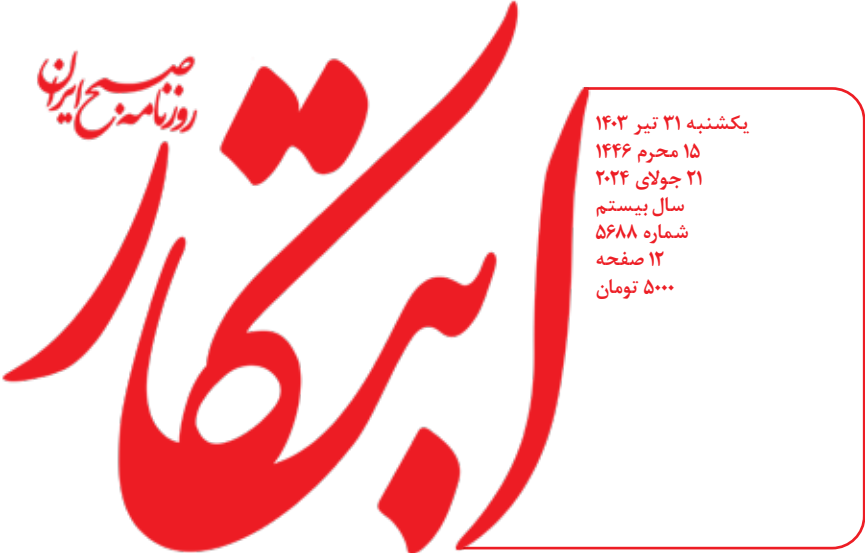 ابتکار
روزنامه صبح ایران
یکشنبه ۳۱ تیر ۱۴۰۳
۱۵ محرم ۱۴۴۶
۲۱ جولای ۲۰۲۴
سال بیستم
شماره ۵۶۸۸
۱۲ صفحه
۵۰۰۰ تومان